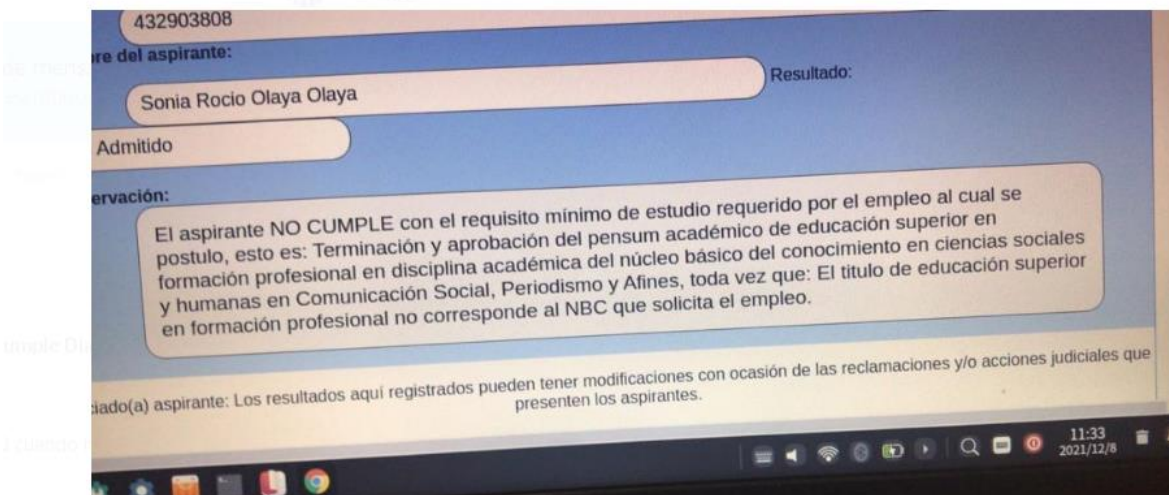 432903808
re del aspirante:
Resultado:
Sonia Rocio Olaya Olaya
Admitido
ervación:
El aspirante NO CUMPLE con el requisito mínimo de estudio requerido por el empleo al cual se
postulo, esto es: Terminación y aprobación del pensum académico de educación superior en
formación profesional en disciplina académica del núcleo básico del conocimiento en ciencias sociales
y humanas en Comunicación Social, Periodismo y Afines, toda vez que: El titulo de educación superior
en formación profesional no corresponde al NBC que solicita el empleo.
ciado(a) aspirante: Los resultados aquí registrados pueden tener modificaciones con ocasión de las reclamaciones y/o acciones judiciales que
presenten los aspirantes.
11:33
2021/12/8